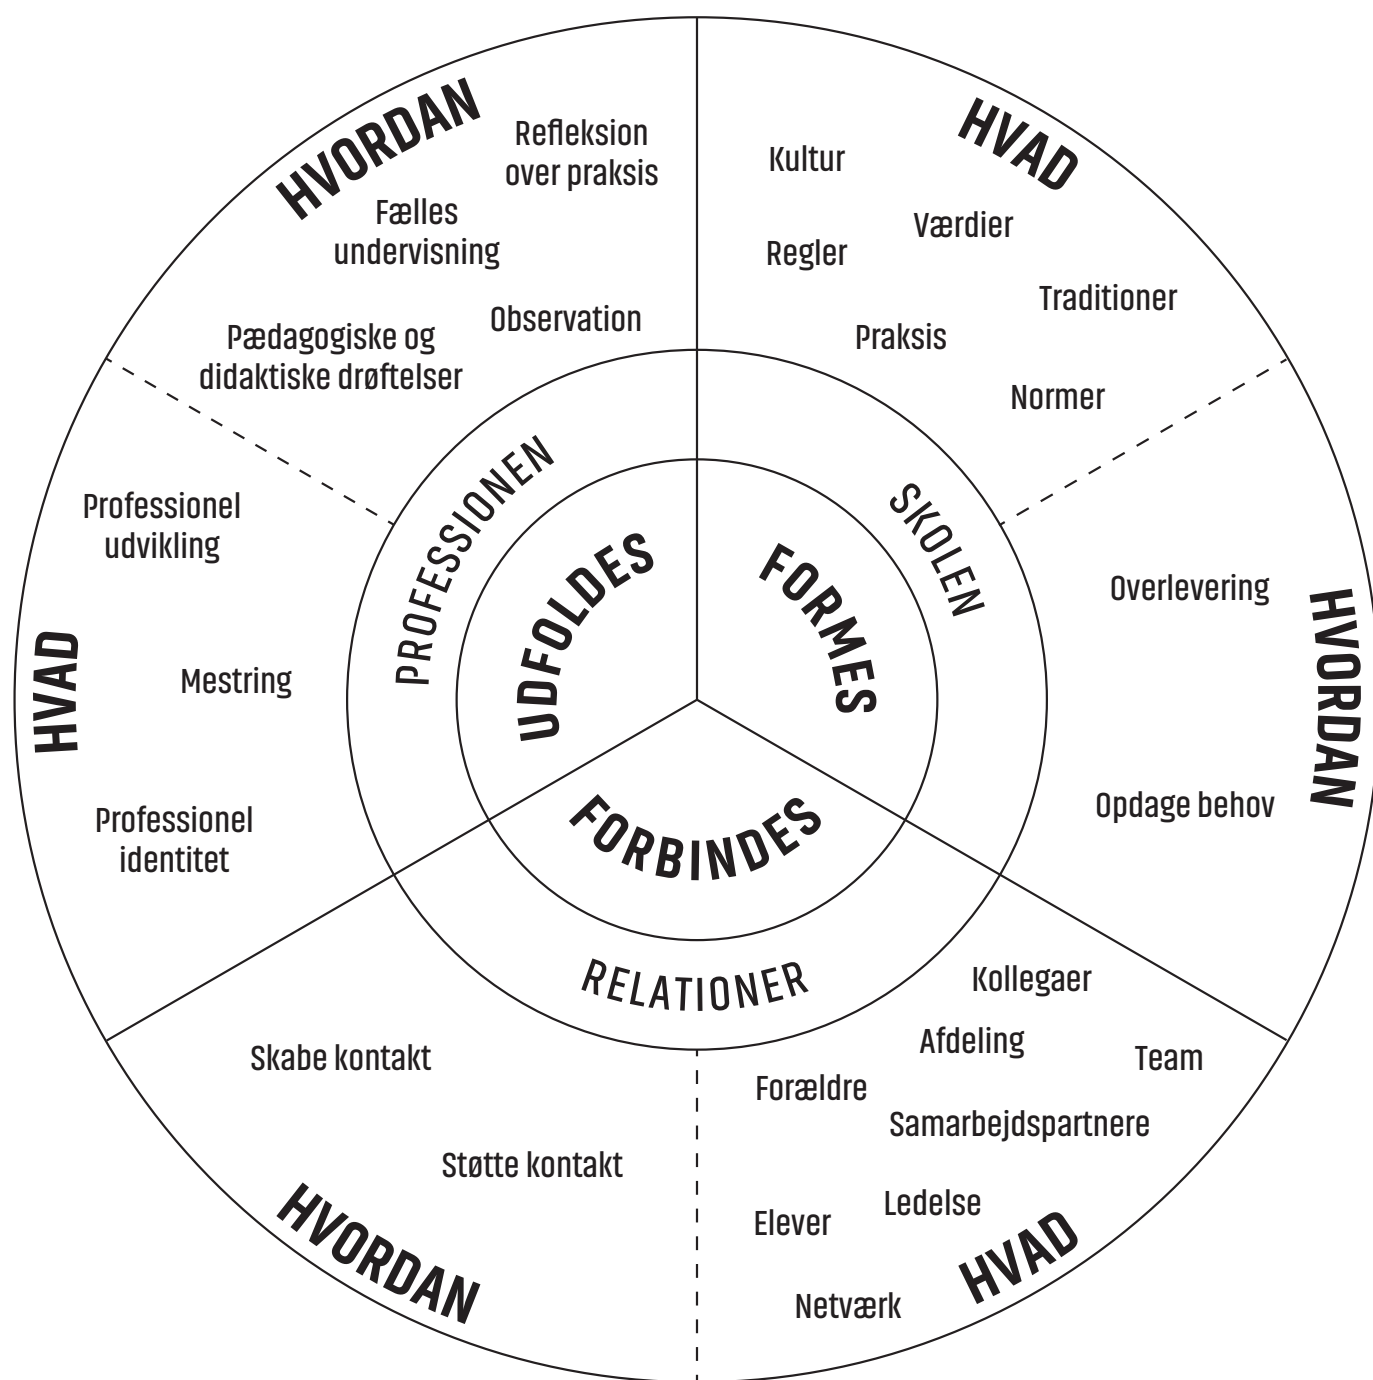 HVORDAN
Refleksion
over praksis
Fælles
undervisning
Observation
Pædagogiske og
didaktiske drøftelser
HVAD
Kultur
Værdier
Regler
Traditioner
Praksis
Normer
PROFESSIONEN
SKOLEN
UDFOLDES
FORMES
FORBINDES
RELATIONER
Professionel
udvikling
HVAD
Mestring
Professionel
identitet
Overlevering
HVORDAN
Opdage behov
Skabe kontakt
Støtte kontakt
HVORDAN
Kollegaer
Afdeling
Team
Forældre
Samarbejdspartnere
Ledelse
Elever
HVAD
Netværk